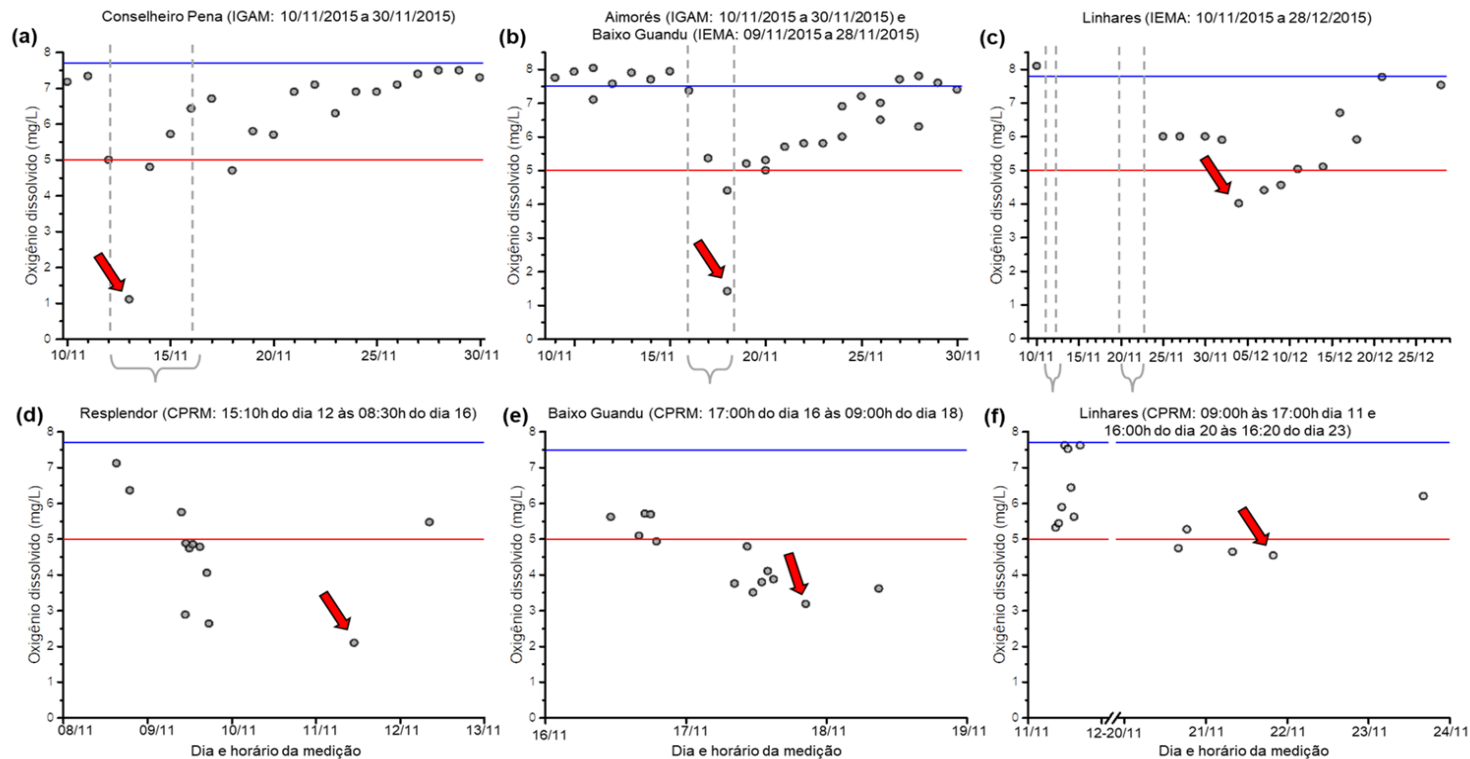 Conselheiro Pena (IGAM: 10/11/2015 a 30/11/2015)
(a)
Oxigênio dissolvido (mg/L)
8
7
6
5
4
3
2
1
0
10/11 15/11 20/11 25/11 30/11
Aimorés (IGAM: 10/11/2015 a 30/11/2015) e
Baixo Guandu (IEMA: 09/11/2015 a 28/11/2015)
(b)
Oxigênio dissolvido (mg/L)
8
7
6
5
4
3
2
1
0
10/11 15/11 20/11 25/11 30/11
Linhares (IEMA: 10/11/2015 a 28/12/2015)
(c)
Oxigênio dissolvido (mg/L)
8
7
6
5
4
3
2
1
0
10/11 15/11 20/11 25/11 30/11 05/12 10/12 15/12 20/12 25/12
(d)
Resplendor (CPRM: 15:10h do dia 12 às 08:30h do dia 16)
Oxigênio dissolvido (mg/L)
8
7
6
5
4
3
2
1
0
08/11 09/11 10/11 11/11 12/11 13/11
Dia e horário da medição
(e)
Baixo Guandu (CPRM: 17:00h do dia 16 às 09:00h do dia 18)
Oxigênio dissolvido (mg/L)
8
7
6
5
4
3
2
1
0
16/11 17/11 18/11 19/11
Dia e horário da medição
(f)
Linhares (CPRM: 09:00h às 17:00h dia 11 e
16:00h do dia 20 às 16:20 do dia 23)
Oxigênio dissolvido (mg/L)
8
7
6
5
4
3
2
1
0
11/11 12-20/11 21/11 22/11 23/11 24/11
Dia e horário da medição